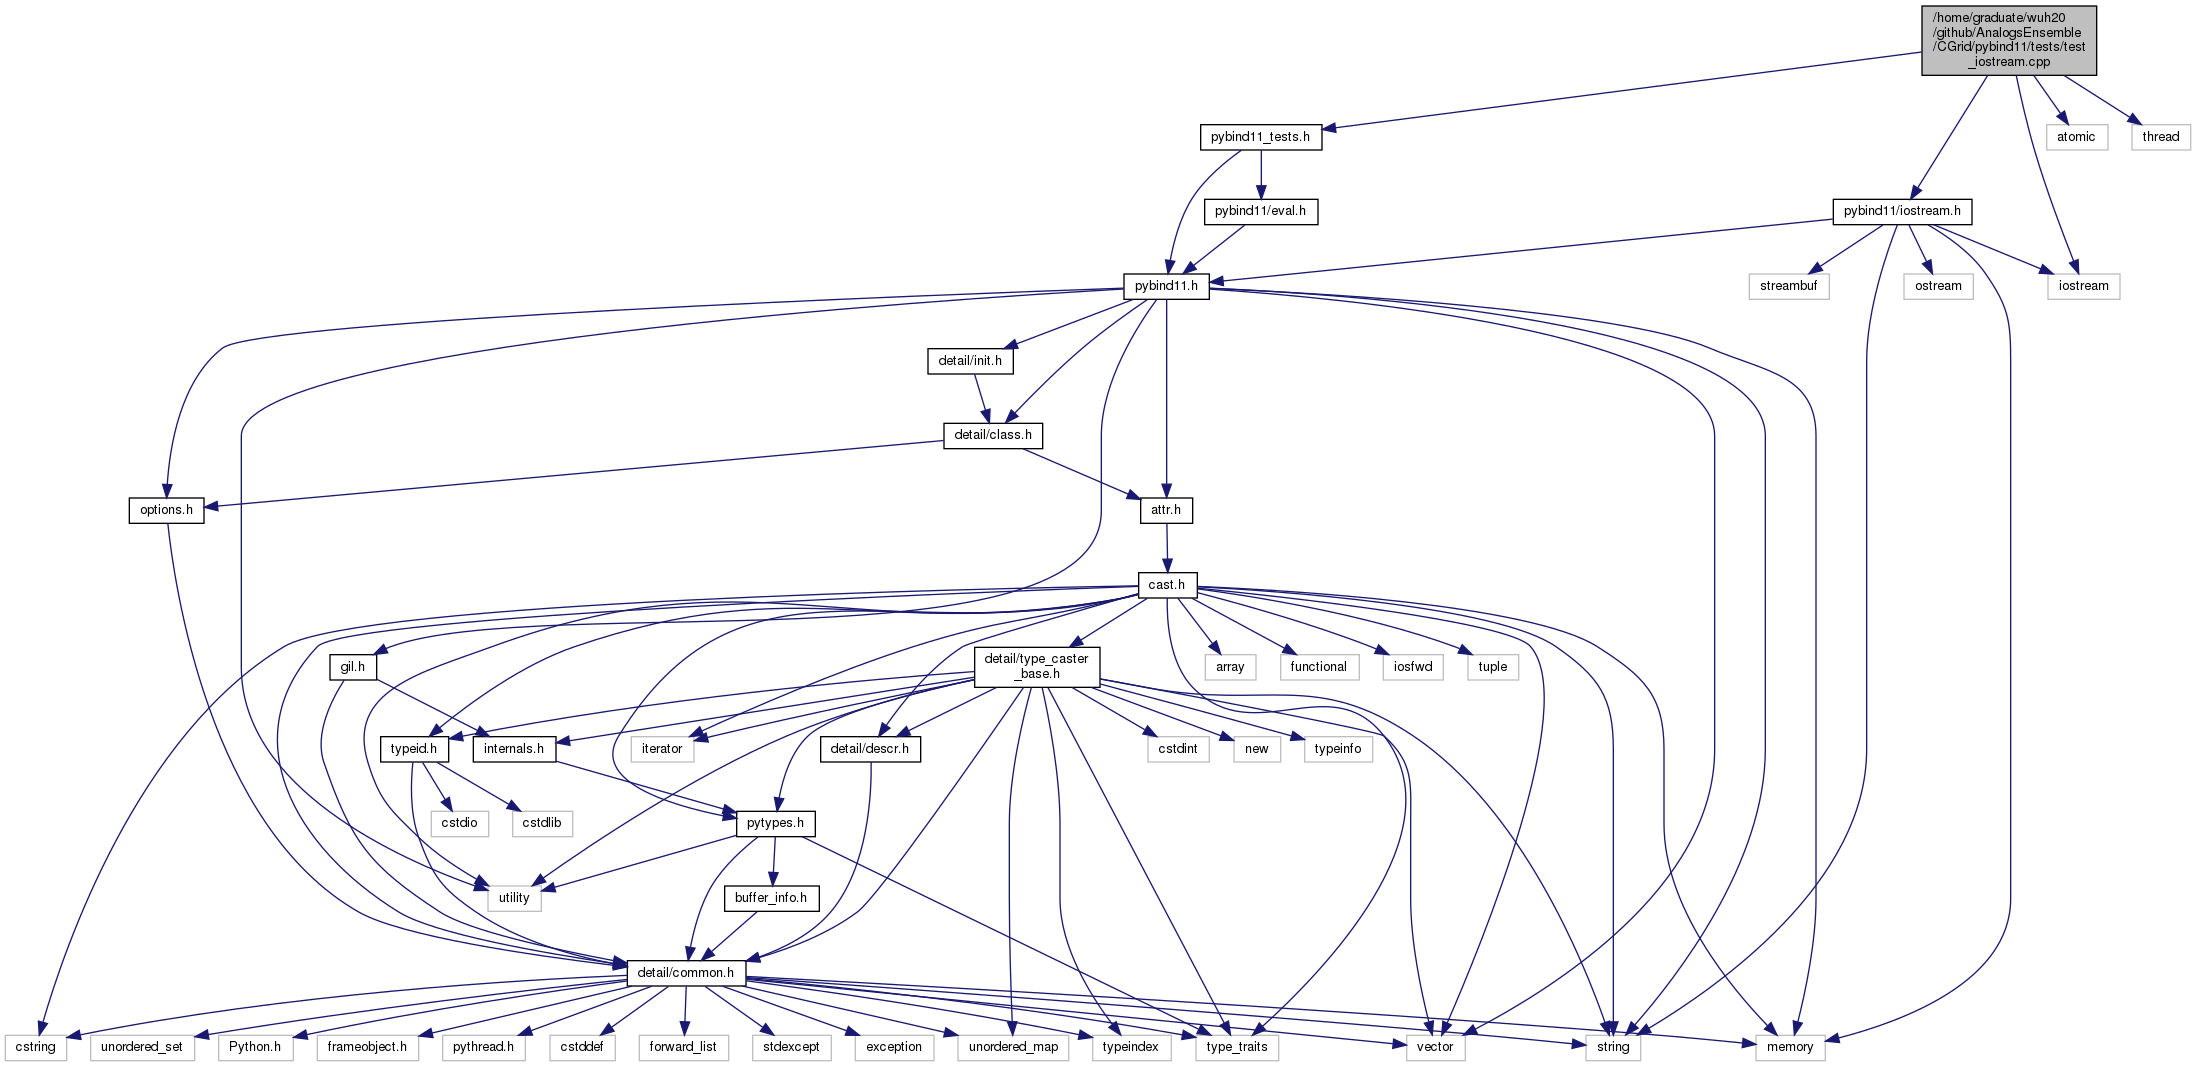 /home/graduate/wuh20
/github/AnalogsEnsemble
/CGrid/pybind11/tests/test
_iostream.cpp
pybind11_tests.h
atomic
thread
pybind11/eval.h
pybind11/iostream.h
pybind11.h
streambuf
ostream
iostream
detail/init.h
detail/class.h
options.h
attr.h
cast.h
gil.h
detail/type_caster
_base.h
array
functional
iosfwd
tuple
typeid.h
internals.h
iterator
detail/descr.h
cstdint
new
typeinfo
cstdio
cstdlib
pytypes.h
utility
buffer_info.h
detail/common.h
cstring
unordered_set
Python.h
frameobject.h
pythread.h
cstddef
forward_list
stdexcept
exception
unordered_map
typeindex
type_traits
vector
string
memory